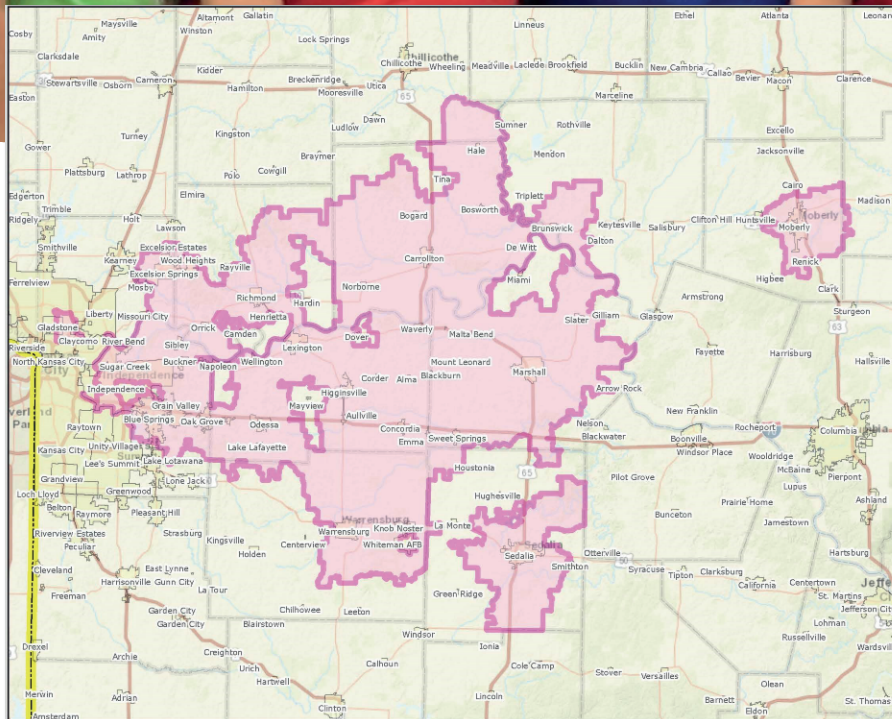 Altamont
Gallatin
Linneus
Ethel
Atlanta
Cosby
Maysville
Winston
Lock Springs
Amity
Clarksdale
Chillicothe
Chillicothe
Wheeling
Meadville
Laclede
Brookfield
Bucklin
New Cambria
Callao
Bevier
Macon
Clarence
Stewartsville
Osborn
Cameron
Kidder
Hamilton
Breckenridge
Mooresville
Utica
65
Marceline
Easton
Dawn
Ludlow
Sumner
Rothville
Excello
Turney
Kingston
Gower
Braymer
Hale
Mendon
Jacksonville
Plattsburg
Lathrop
Polo
Cowgill
Tina
Cairo
Edgerton
Trimble
Elmira
Triplett
Madison
Ridgely
Holt
Lawson
Bogard
Bosworth
Brunswick
Keytesville
Salisbury
Clifton Hill
Huntsville
Moberly
Moberly
Smithville
Excelsior Estates
Wood Heights
Kearney
Dalton
De Witt
Rayville
Carrollton
Renick
Ferrelview
Excelsior Springs
Mosby
Miami
Higbee
Clark
Hardin
Norborne
Richmond
Armstrong
Sturgeon
Liberty
Missouri City
Henrietta
Gilliam
Glasgow
63
Gladstone
Orrick
Camden
Slater
Claycomo
River Bend
Waverly
Malta Bend
Riverside
Sibley
Dover
Lexington
Fayette
Harrisburg
North Kansas City
City
Buckner
Napoleon
Wellington
Mount Leonard
Hallsville
Sugar Creek
Independence
Corder
Alma
Blackburn
Marshall
Independence
Higginsville
Arrow Rock
Grain Valley
Mayview
New Franklin
Blue Springs
Oak Grove
Odessa
Aullville
Nelson
Rocheport
Raytown
Concordia
Blackwater
Boonville
Columbia
Unity Village
Emma
Sweet Springs
Windsor Place
Kansas City
Lake Lafayette
Wooldridge
Lee's Summit
Lake Lotawana
Houstonia
McBaine
Grandview
Lone Jack
65
Pilot Grove
Pierpont
Lupus
Loch Lloyd
Greenwood
Hughesville
Prairie Home
Ashland
Belton
Raymore
Pleasant Hill
Bunceton
Jamestown
Riverview Estates
Strasburg
Kingsville
Centerview
Warrensburg
Warrensburg
Knob Noster
La Monte
Sedalia
Peculiar
Holden
Whiteman AFB
Sedalia
Otterville
Hartsburg
Cleveland
East Lynne
Smithton
50
Syracuse
Tipton
Clarksburg
Harrisonville
Gunn City
California
Centertown
Freeman
La Tour
Green Ridge
St. Martins
Jefferson City
Garden City
Garden City
Chilhowee
Leeton
Lohman
Blairstown
Windsor
Russellville
Wardsville
Drexel
Creighton
Ionia
Archie
Urich
Calhoun
Cole Camp
Stover
Versailles
Hartwell
Olean
Merwin
Adrian
Lincoln
Barnett
St. Thomas
Amsterdam
Clinton
Eldon